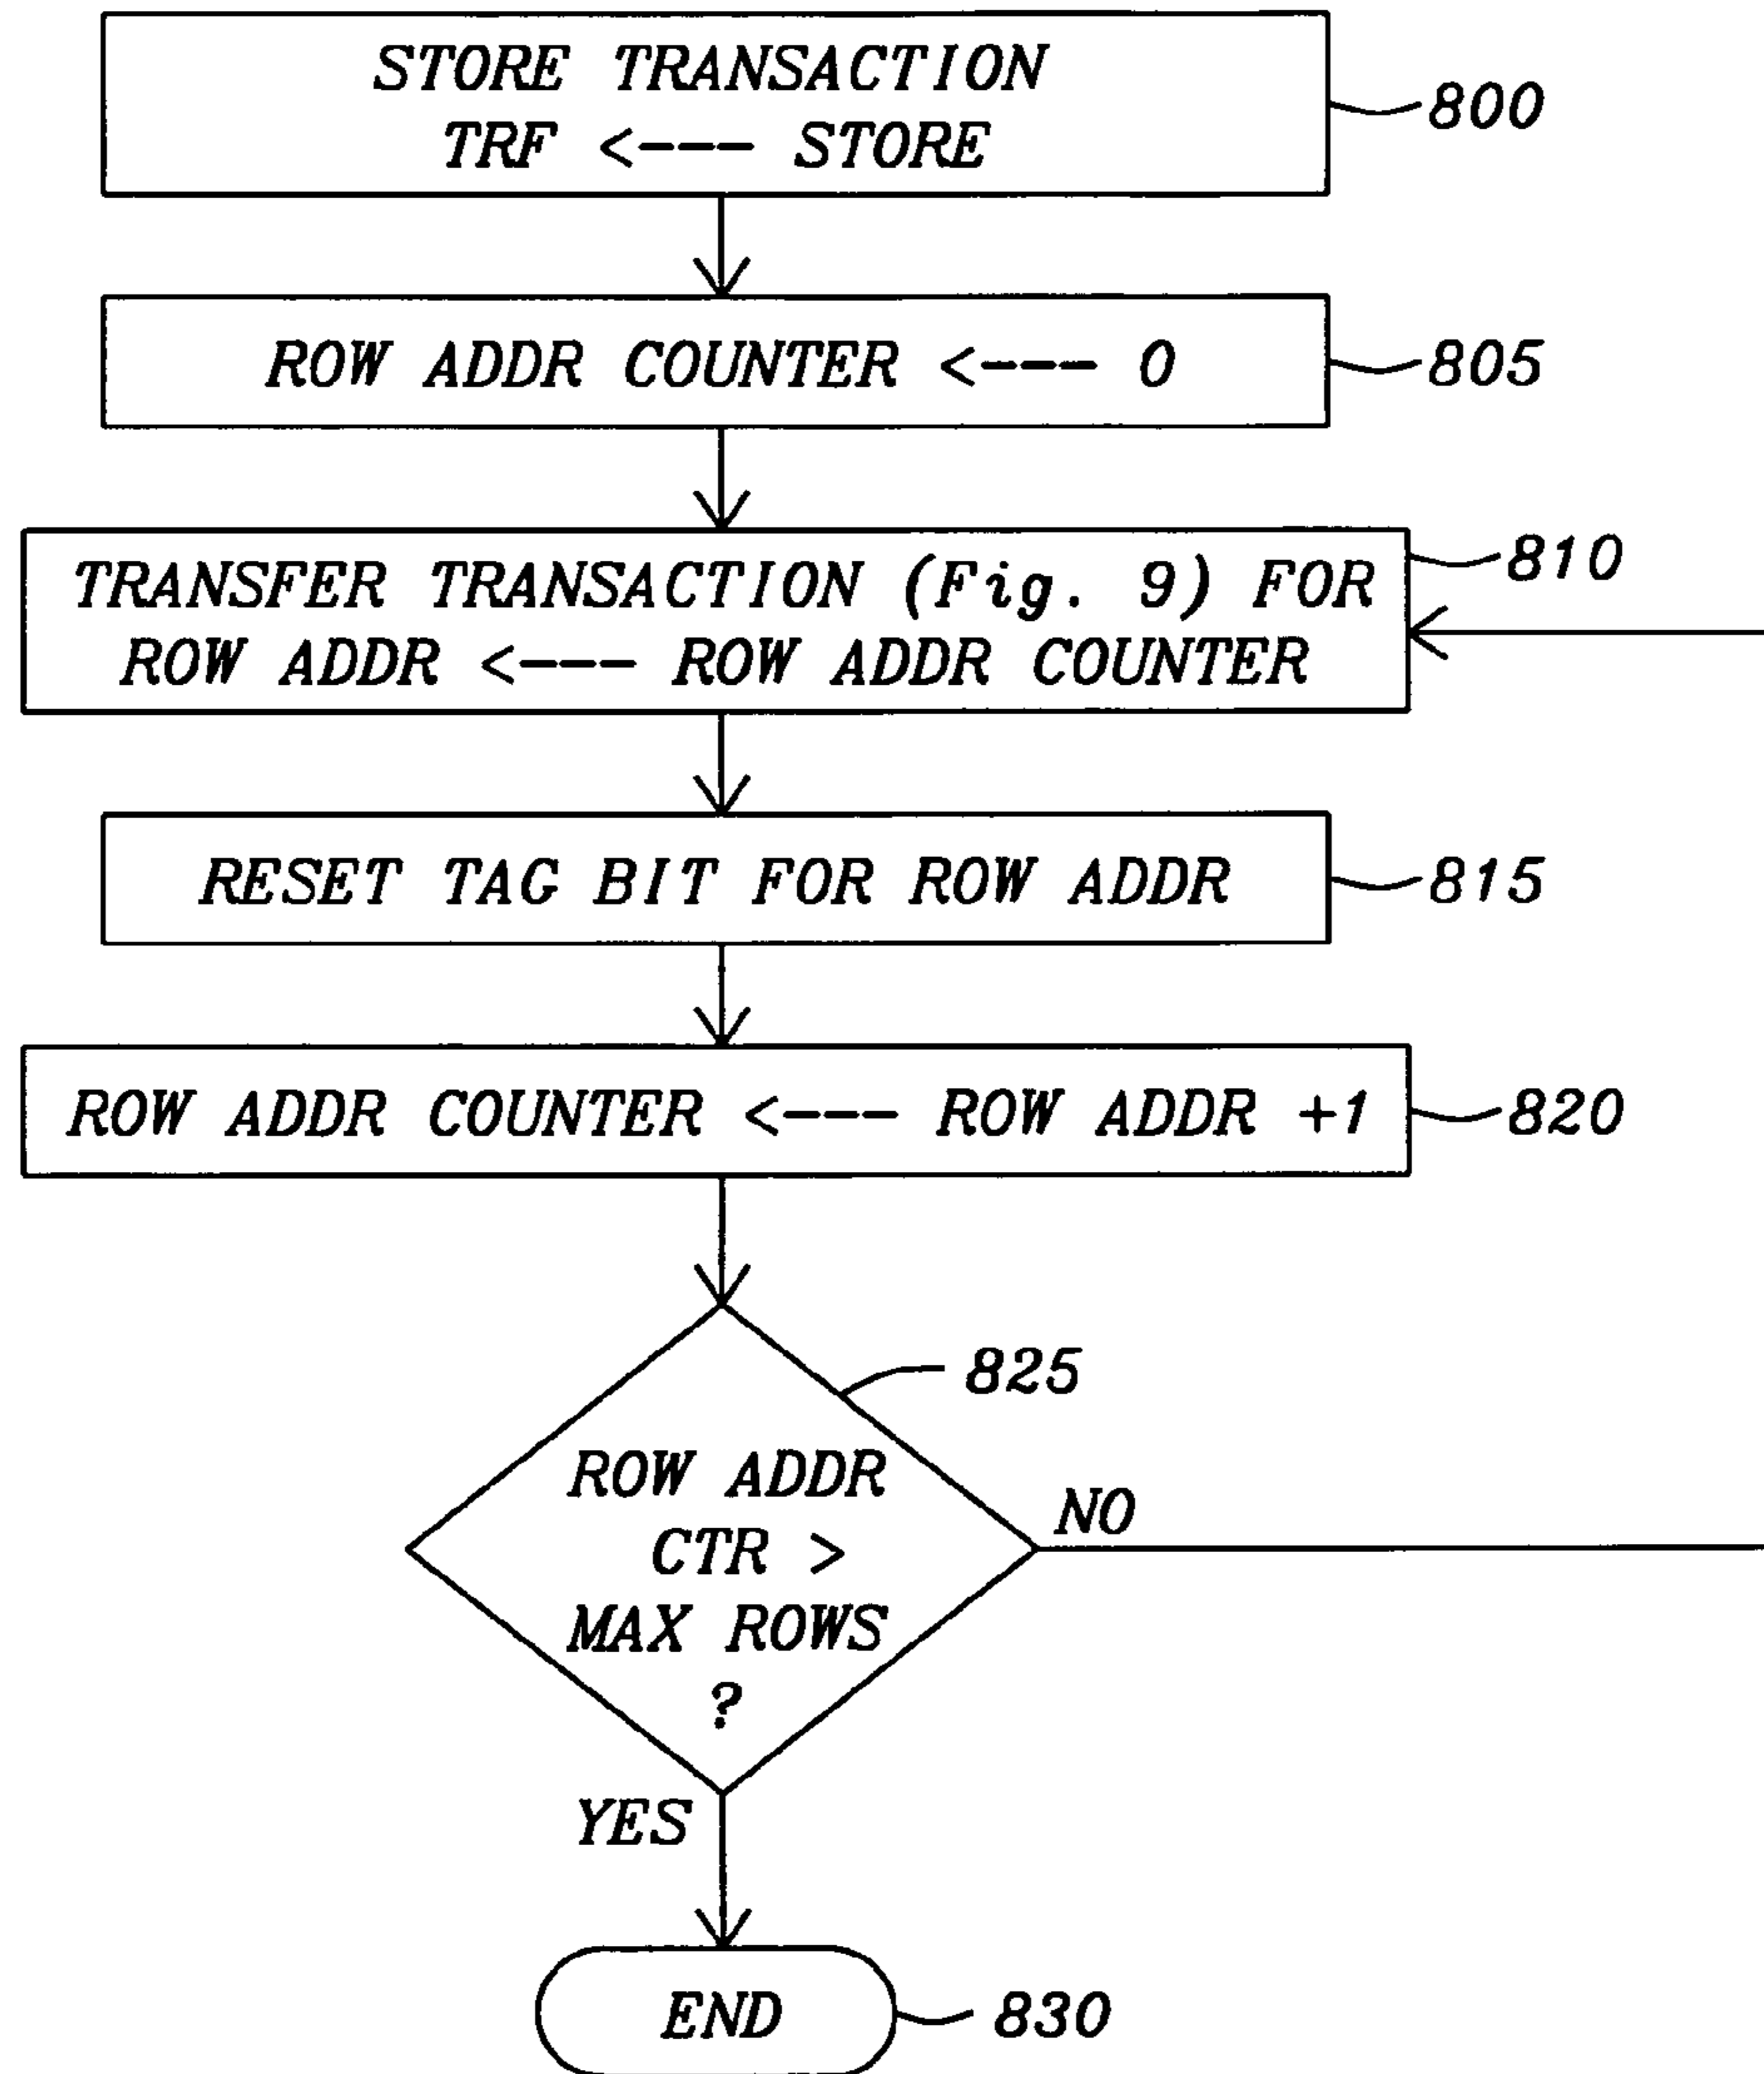 STORE TRANSACTION
TRF <--- STORE
800
ROW ADDR COUNTER <--- 0
805
TRANSFER TRANSACTION (Fig. 9) FOR
ROW ADDR <--- ROW ADDR COUNTER
810
RESET TAG BIT FOR ROW ADDR
815
ROW ADDR COUNTER <--- ROW ADDR +1
820
825
ROW ADDR
CTR >
MAX ROWS
?
NO
YES
END
830